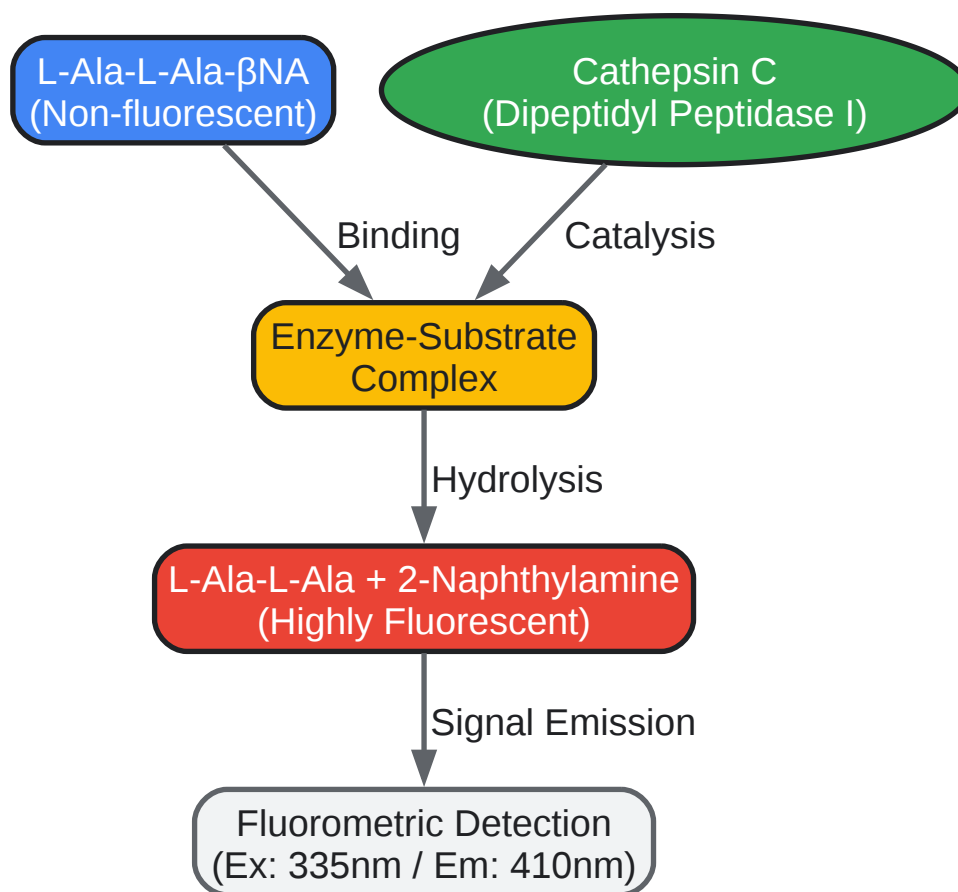 L-Ala-L-Ala-βNA
(Non-fluorescent)
Cathepsin C
(Dipeptidyl Peptidase I)
Binding
Catalysis
Enzyme-Substrate
Complex
Hydrolysis
L-Ala-L-Ala + 2-Naphthylamine
(Highly Fluorescent)
Signal Emission
Fluorometric Detection
(Ex: 335nm / Em: 410nm)